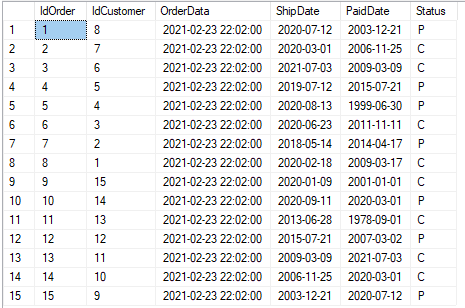 IdOrder IdCustomer OrderData ShipDate PaidDate Status
1 1 8 2021-02-23 22:02:00 2020-07-12 2003-12-21 P
2 2 7 2021-02-23 22:02:00 2020-03-01 2006-11-25 C
3 3 6 2021-02-23 22:02:00 2021-07-03 2009-03-09 C
4 4 5 2021-02-23 22:02:00 2019-07-12 2015-07-21 P
5 5 4 2021-02-23 22:02:00 2020-08-13 1999-06-30 P
6 6 3 2021-02-23 22:02:00 2020-06-23 2011-11-11 C
7 7 2 2021-02-23 22:02:00 2018-05-14 2014-04-17 P
8 8 1 2021-02-23 22:02:00 2020-02-18 2009-03-17 C
9 9 15 2021-02-23 22:02:00 2020-01-09 2001-01-01 C
10 10 14 2021-02-23 22:02:00 2020-09-11 2020-03-01 P
11 11 13 2021-02-23 22:02:00 2013-06-28 1978-09-01 C
12 12 12 2021-02-23 22:02:00 2015-07-21 2007-03-02 P
13 13 11 2021-02-23 22:02:00 2009-03-09 2021-07-03 C
14 14 10 2021-02-23 22:02:00 2006-11-25 2020-03-01 C
15 15 9 2021-02-23 22:02:00 2003-12-21 2020-07-12 P